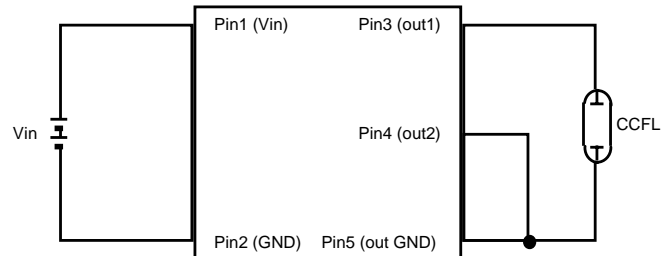 Pin1 (Vin) Pin3 (out1)
Vin
CCFL
Pin4 (out2)
Pin2 (GND) Pin5 (out GND)